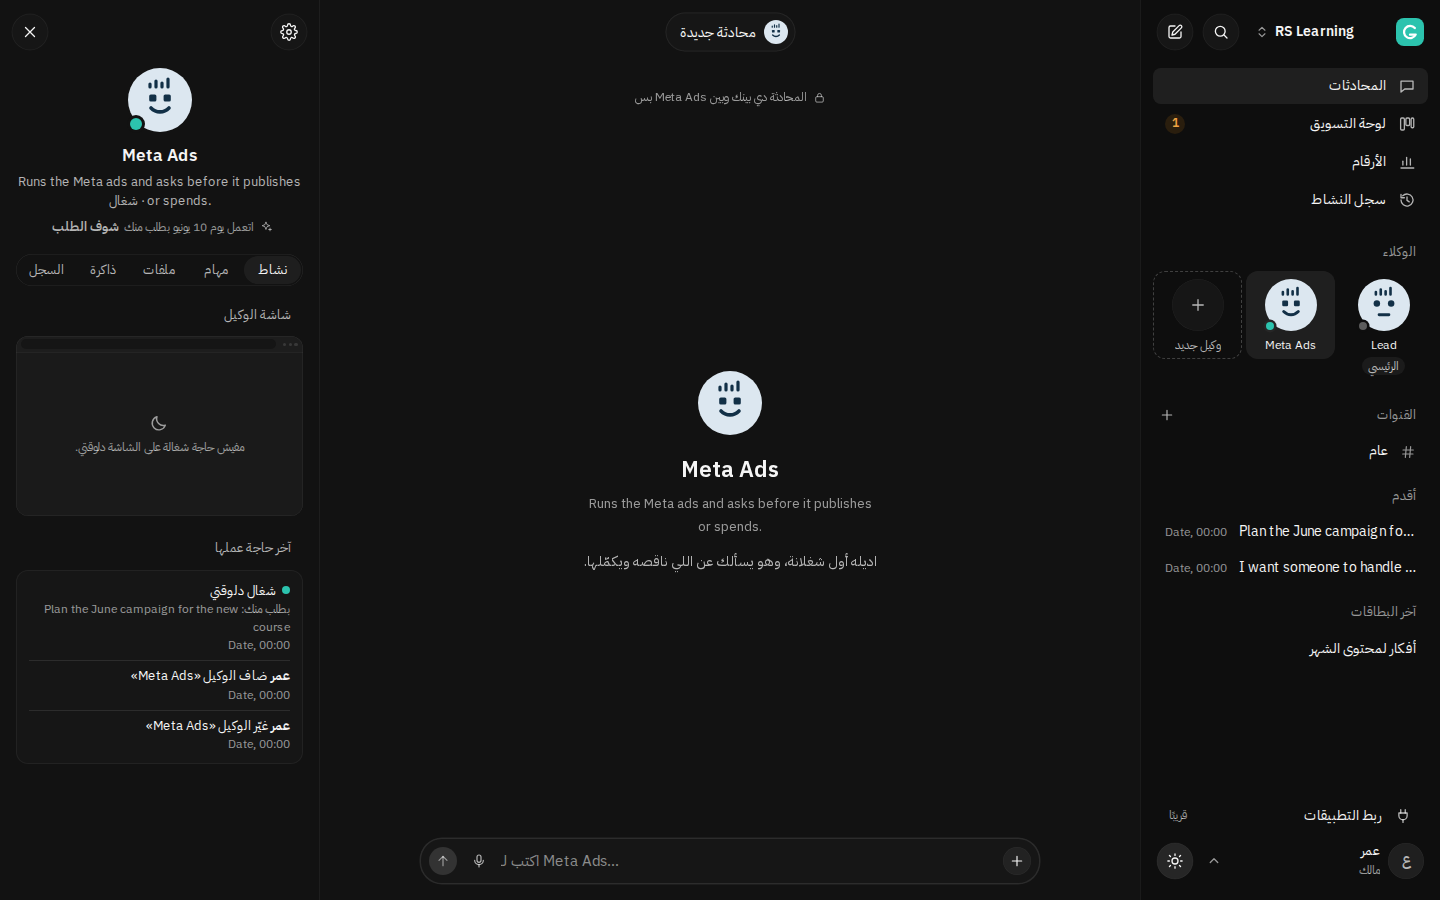 RS Learning
المحادثات
لوحة التسويق
1
الأرقام
سجل النشاط
الوكلاء
Lead
الرئيسي
Meta Ads
وكيل جديد
القنوات
عام
أقدم
Plan the June campaign fo...
Date, 00:00
I want someone to handle ...
Date, 00:00
آخر البطاقات
أفكار لمحتوى الشهر
ربط التطبيقات
قريبًا
ع
عمر
مالك
محادثة جديدة
المحادثة دي بينك وبين Meta Ads بس
Meta Ads
Runs the Meta ads and asks before it publishes
or spends.
اديله أول شغلانة، وهو يسألك عن اللي ناقصه ويكمّلها.
اكتب لـ Meta Ads...
Meta Ads
Runs the Meta ads and asks before it publishes
or spends. · شغال
اتعمل يوم 10 يونيو بطلب منك شوف الطلب
نشاط
مهام
ملفات
ذاكرة
السجل
شاشة الوكيل
مفيش حاجة شغالة على الشاشة دلوقتي.
آخر حاجة عملها
شغال دلوقتي
بطلب منك: Plan the June campaign for the new
course
Date, 00:00
عمر ضاف الوكيل «Meta Ads»
Date, 00:00
عمر غيّر الوكيل «Meta Ads»
Date, 00:00